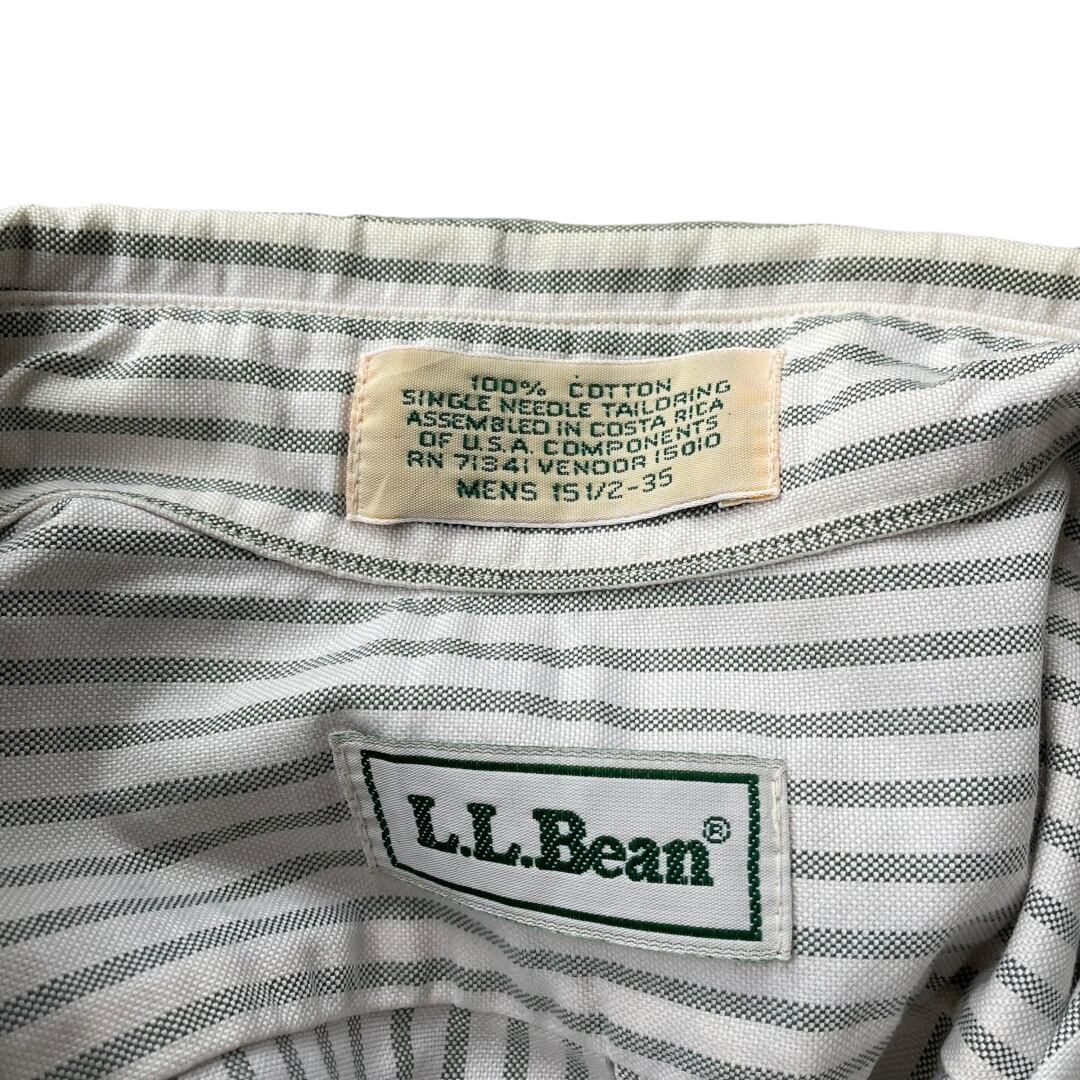 100% COTTON
SINGLE NEEDLE TAILORING
ASSEMBLED IN COSTA RICA
OF U.S.A. COMPONENTS
RN 71341 VENDOR 15010
MENS 15 1/2-35
L.L.Bean®